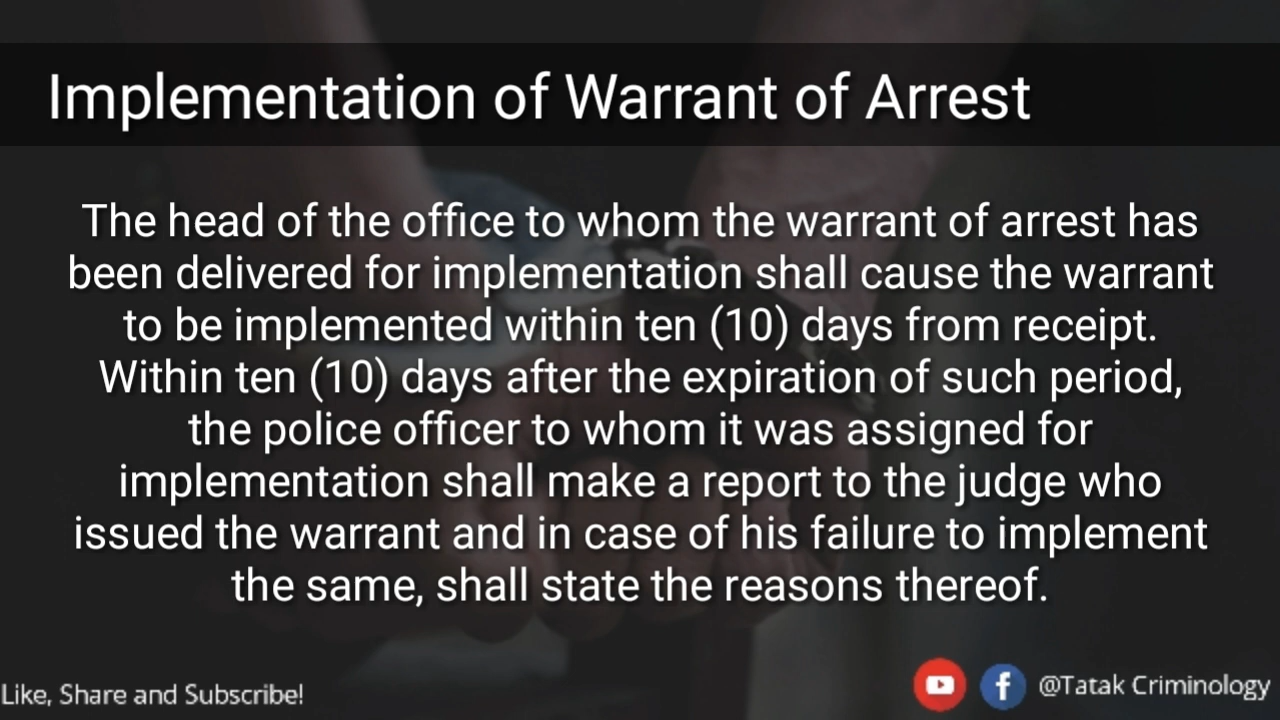 Implementation of Warrant of Arrest
The head of the office to whom the warrant of arrest has
been delivered for implementation shall cause the warrant
to be implemented within ten (10) days from receipt.
Within ten (10) days after the expiration of such period,
the police officer to whom it was assigned for
implementation shall make a report to the judge who
issued the warrant and in case of his failure to implement
the same, shall state the reasons thereof.
Like, Share and Subscribe!
@Tatak Criminology